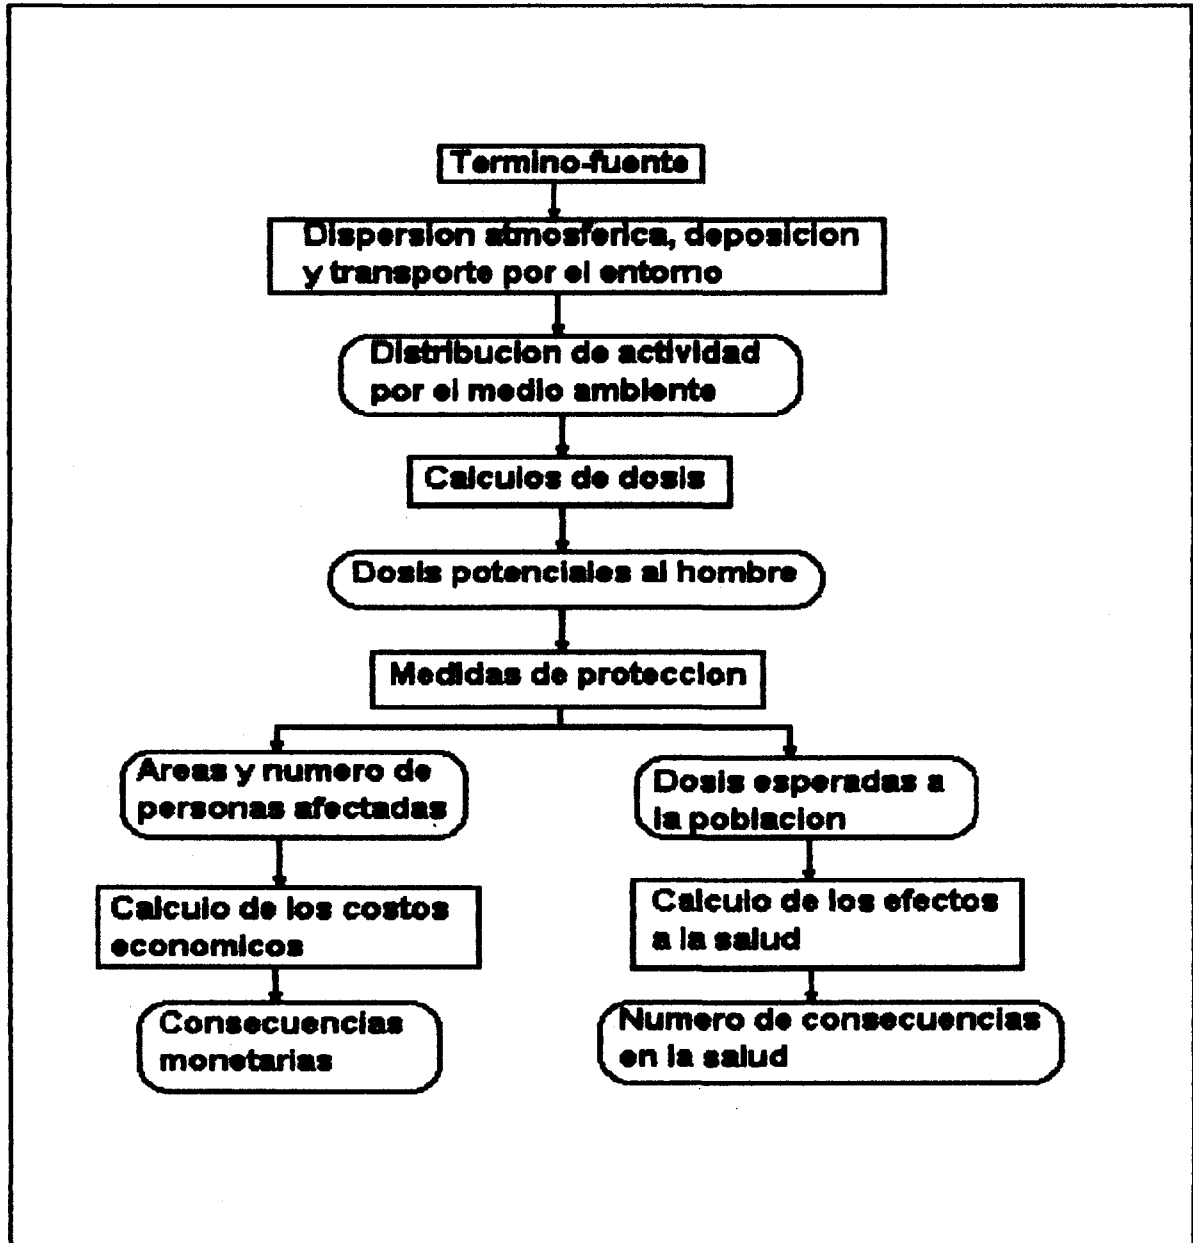 Termino-fuente
Dispersion atmosferica, deposicion
y transporte por el entorno
Distribucion de actividad
por el medio ambiente
Calculos de dosis
Dosis potenciales al hombre
Medidas de proteccion
Areas y numero de
personas afectadas
Dosis esperadas a
la poblacion
Calculo de los costos
economicos
Calculo de los efectos
a la salud
Consecuencias
monetarias
Numero de consecuencias
en la salud